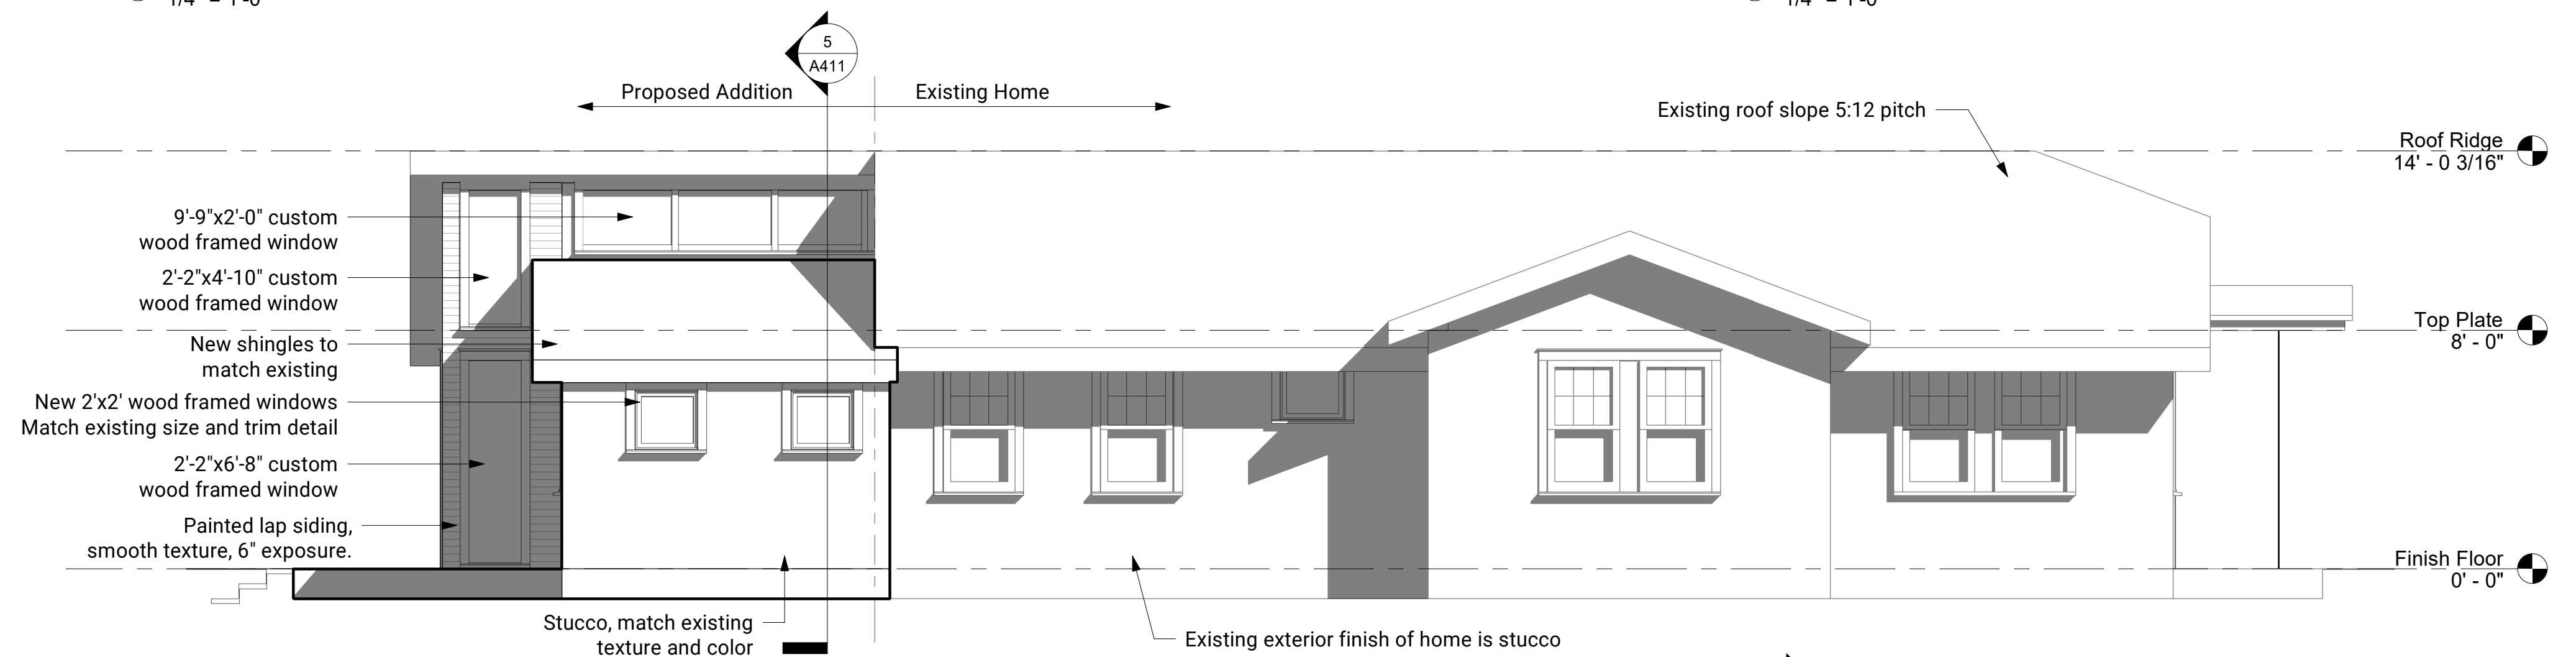 5
A411
Proposed Addition
Existing Home
Existing roof slope 5:12 pitch
Roof Ridge
14' - 0 3/16"
9'-9"x2'-0" custom
wood framed window
2'-2"x4'-10" custom
wood framed window
Top Plate
8' - 0"
New shingles to
match existing
New 2'x2' wood framed windows
Match existing size and trim detail
2'-2"x6'-8" custom
wood framed window
Painted lap siding,
smooth texture, 6" exposure.
Finish Floor
0' - 0"
Stucco, match existing
texture and color
Existing exterior finish of home is stucco